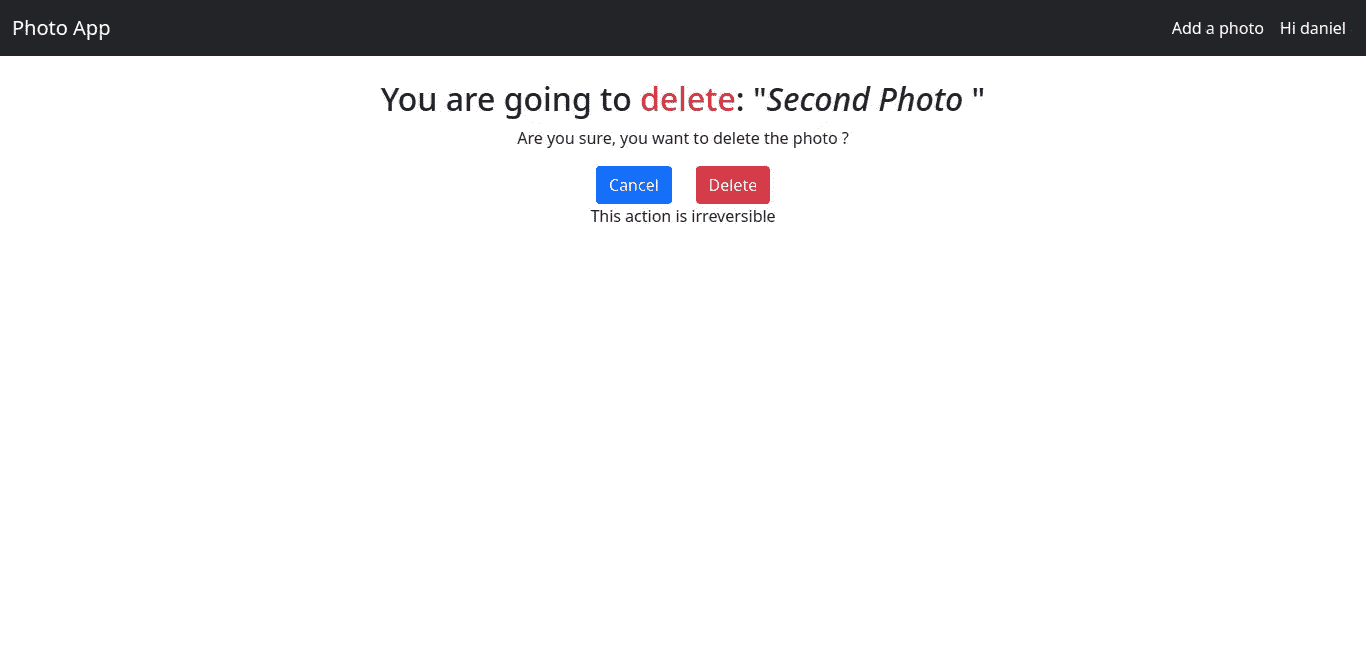 Photo App Add a photo Hi daniel
You are going to delete: "Second Photo "
Are you sure, you want to delete the photo ?
Cancel Delete
This action is irreversible